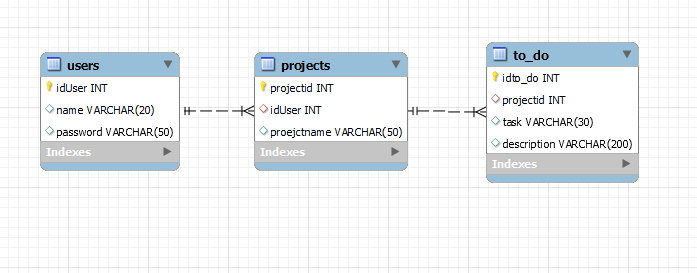 users
idUser INT
name VARCHAR(20)
password VARCHAR(50)
Indexes
projects
projectid INT
idUser INT
proejctname VARCHAR(50)
Indexes
to_do
idto_do INT
projectid INT
task VARCHAR(30)
description VARCHAR(200)
Indexes